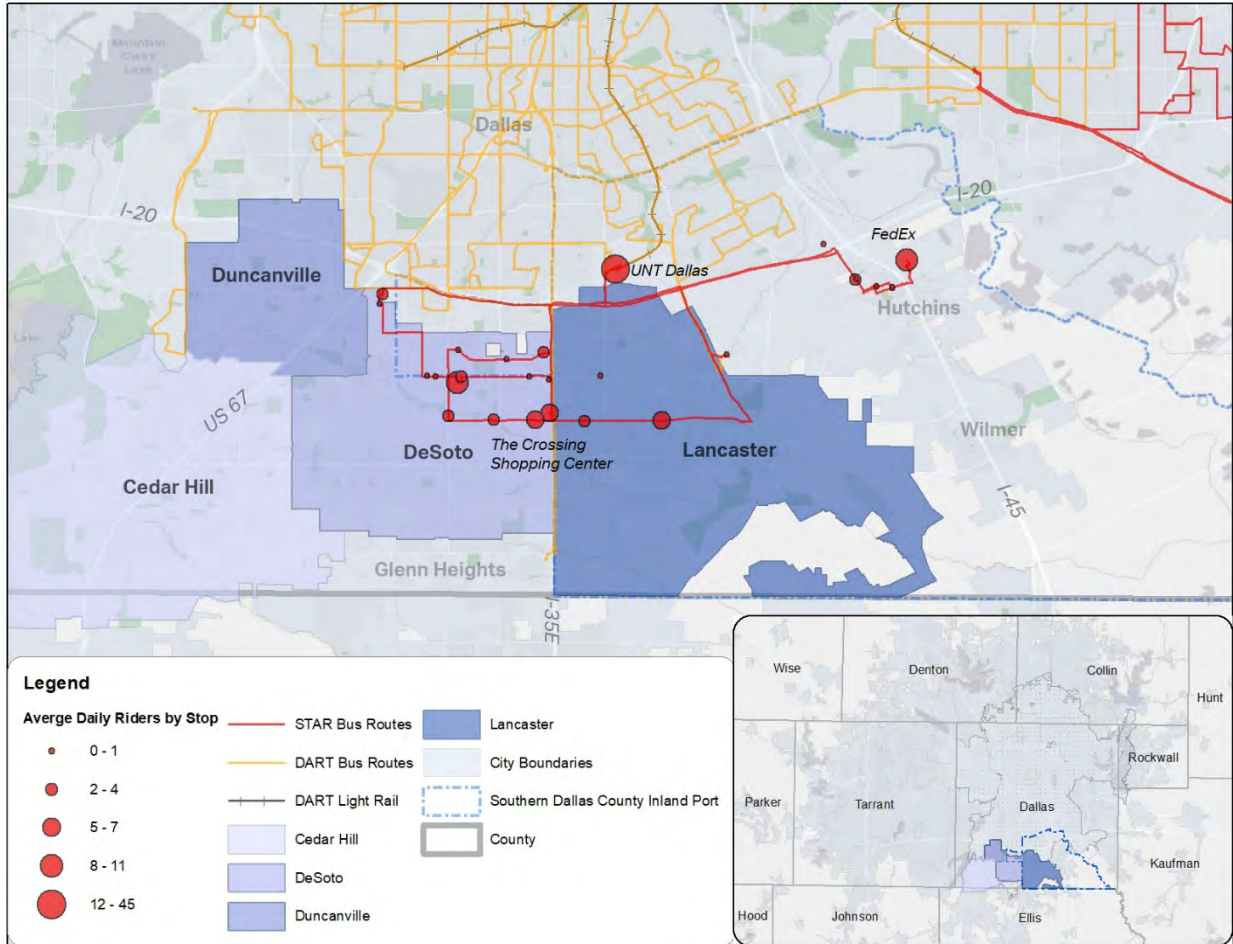 Mountain
Creek
Lake
Dallas
I-20
I-20
FedEx
UNT Dallas
Duncanville
Hutchins
Lake
US 67
DeSoto
The Crossing
Shopping Center
Lancaster
Wilmer
Cedar Hill
I-45
Glenn Heights
I-35E
Legend
Averge Daily Riders by Stop
0 - 1
2 - 4
5 - 7
8 - 11
12 - 45
STAR Bus Routes
DART Bus Routes
DART Light Rail
Cedar Hill
DeSoto
Duncanville
Lancaster
City Boundaries
Southern Dallas County Inland Port
County
Wise
Denton
Collin
Hunt
Rockwall
Parker
Tarrant
Dallas
Kaufman
Hood
Johnson
Ellis